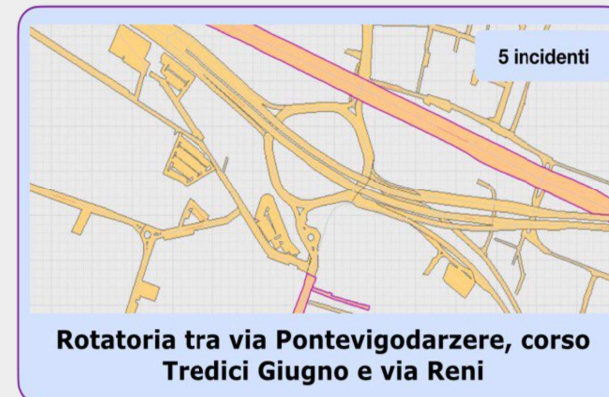 5 incidenti
Rotatoria tra via Pontevigodarzere, corso
Tredici Giugno e via Reni